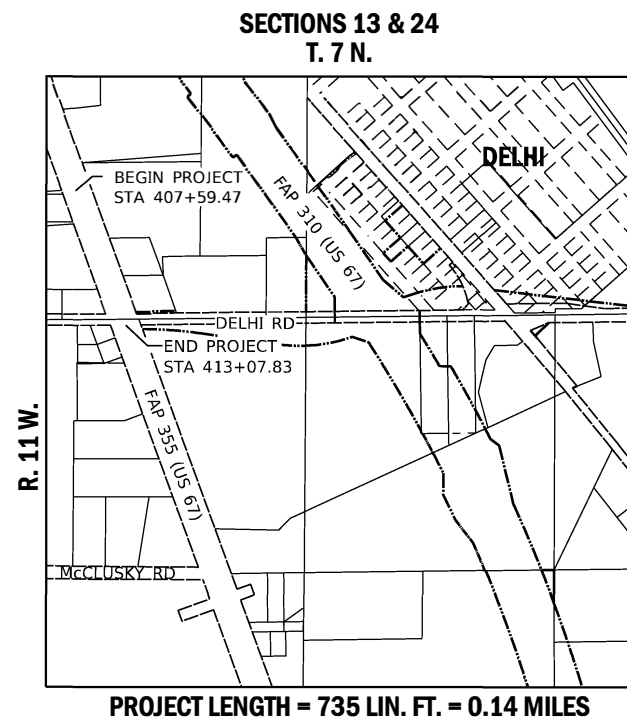 SECTIONS 13 & 24
T. 7 N.
DELHI
BEGIN PROJECT
STA 407+59.47
FAP 310 (US 67)
DELHI RD
END PROJECT
STA 413+07.83
FAP 355 (US 67)
R. 11 W.
McCLUSKY RD
PROJECT LENGTH = 735 LIN. FT. = 0.14 MILES